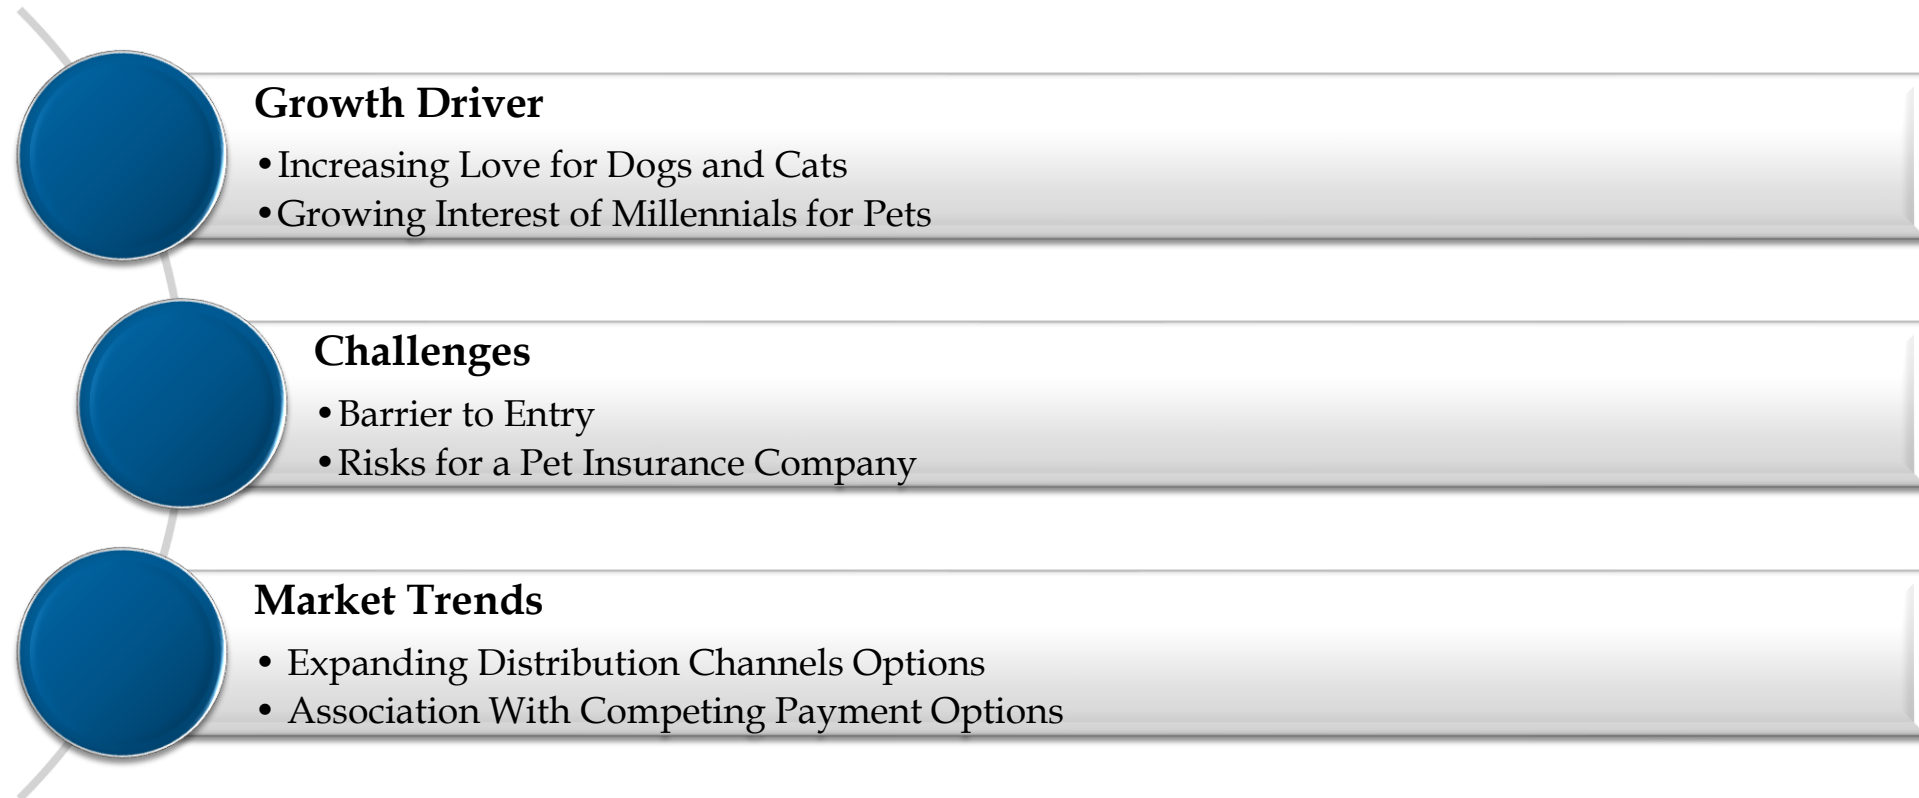 Growth Driver
•Increasing Love for Dogs and Cats
•Growing Interest of Millennials for Pets
Challenges
•Barrier to Entry
•Risks for a Pet Insurance Company
Market Trends
• Expanding Distribution Channels Options
• Association With Competing Payment Options